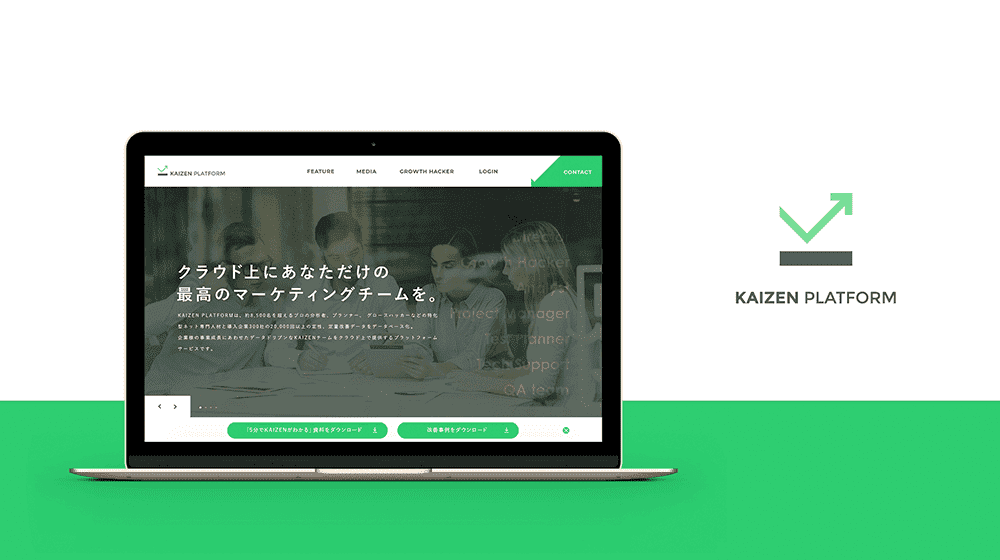 KAIZEN PLATFORM
FEATURE
MEDIA
GROWTH HACKER
LOGIN
CONTACT
クラウド上にあなただけの
最高のマーケティングチームを。
KAIZEN PLATFORMは、約8,500名を超えるプロの分析者、プランナー、グロースハッカーなどの特化
型ネット専門人材と導入企業300社の20,000回以上の定性、定量改善データをデータベース化。
企業様の事業成長にあわせたデータドリブンなKAIZENチームをクラウド上で提供するプラットフォーム
サービスです。
Director
Growth Hacker
Analyst
Project Manager
Test Planner
Tech Support
QA team
「5分でKAIZENがわかる」資料をダウンロード
改善事例をダウンロード
KAIZEN PLATFORM